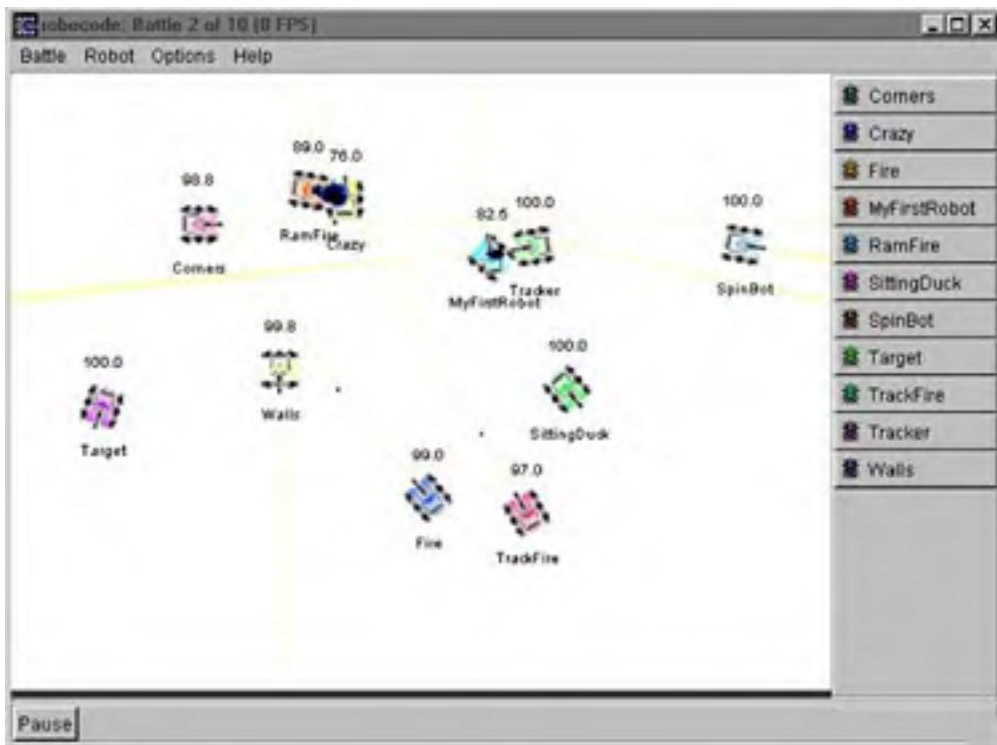 robocode: Battle 2 of 10 (0 FPS)
Battle Robot Options Help
Corners
Crazy
Fire
MyFirstRobot
RamFire
SittingDuck
SpinBot
Target
TrackFire
Tracker
Walls
89.0 76.0
98.8
RamFire Crazy
Corners
82.5 100.0
Tracker
MyFirstRobot
100.0
SpinBot
99.8
Walls
100.0
Target
100.0
SittingDuck
99.0
Fire
97.0
TrackFire
Pause